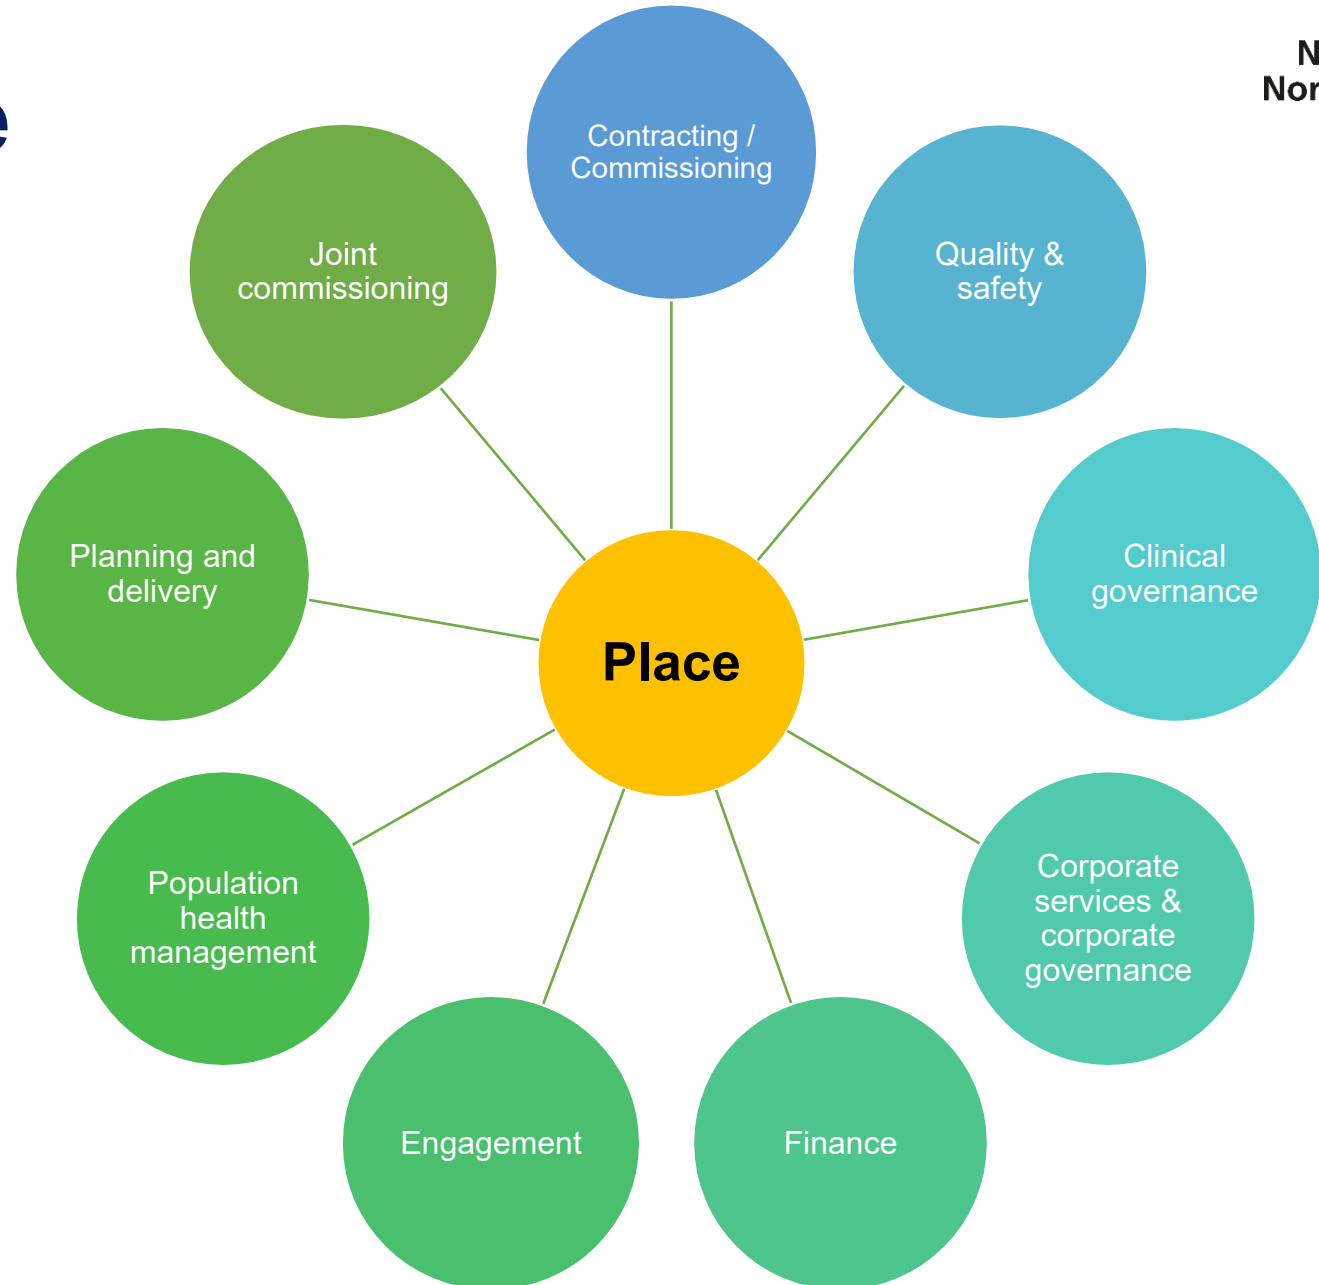 e
N
Nor
Contracting /
Commissioning
Quality &
safety
Clinical
governance
Corporate
services &
corporate
governance
Finance
Engagement
Population
health
management
Planning and
delivery
Joint
commissioning
Place